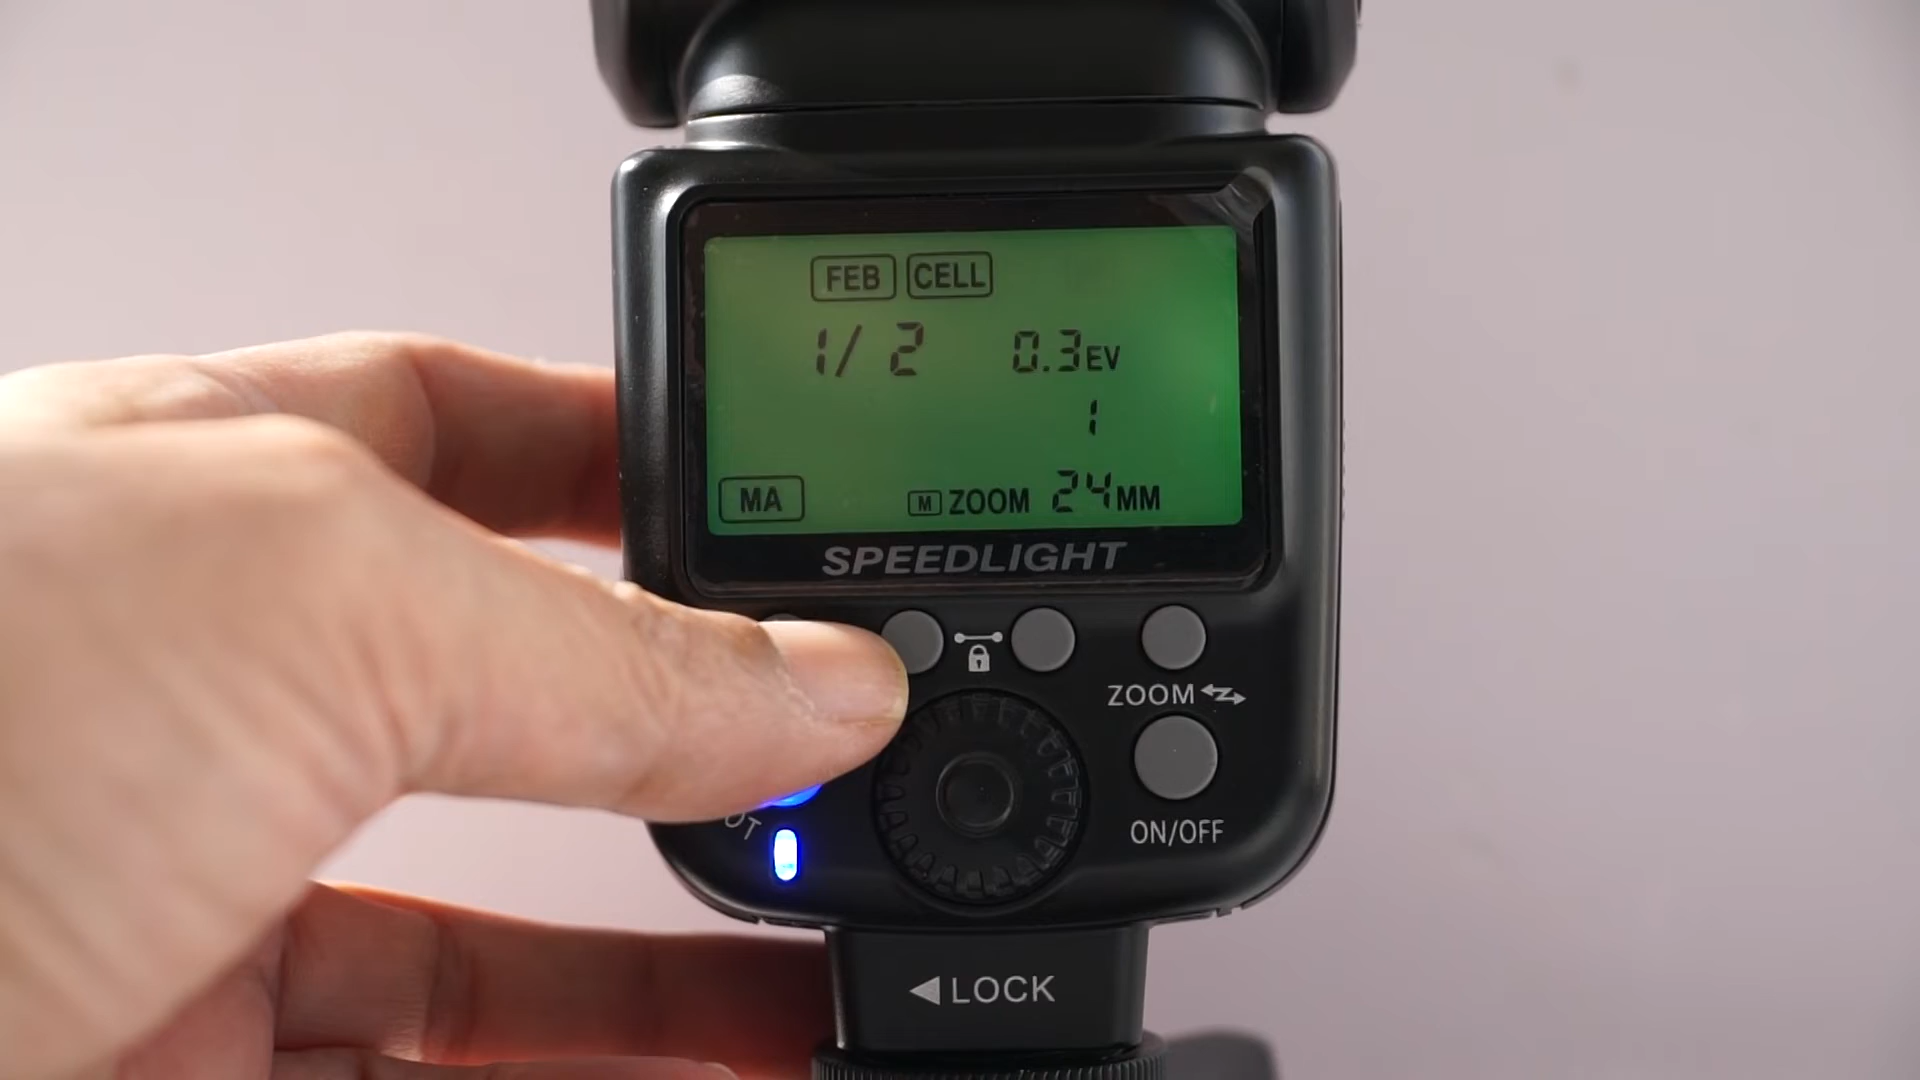 FEB CELL
1/ 2 0.3EV
1
MA M ZOOM 24MM
SPEEDLIGHT
ZOOM
ON/OFF
LOCK